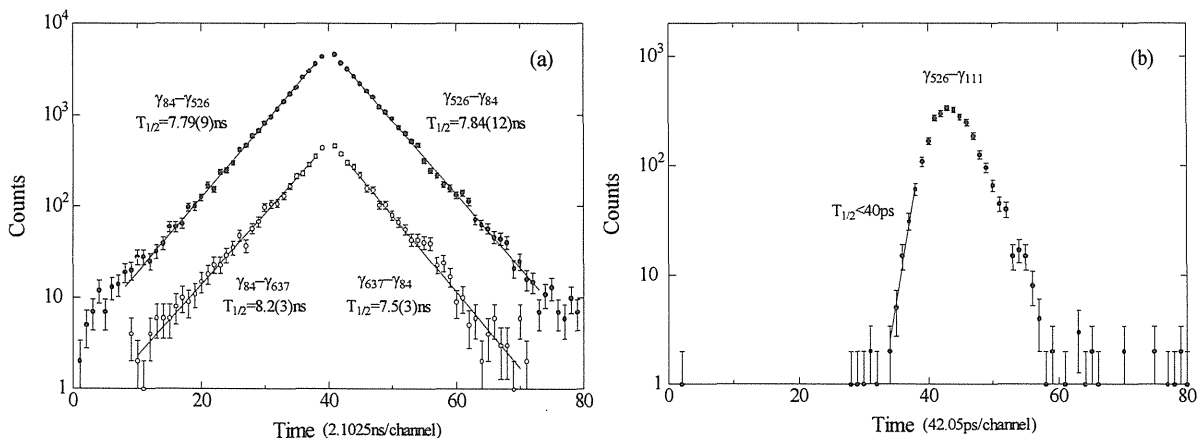 10⁴
10³
10²
10
1
Counts
(a)
γ84–γ526
T1/2=7.79(9)ns
γ526–γ84
T1/2=7.84(12)ns
γ84–γ637
T1/2=8.2(3)ns
γ637–γ84
T1/2=7.5(3)ns
0 20 40 60 80
Time (2.1025ns/channel)
10³
10²
10
1
Counts
(b)
γ526–γ111
T1/2<40ps
0 20 40 60 80
Time (42.05ps/channel)